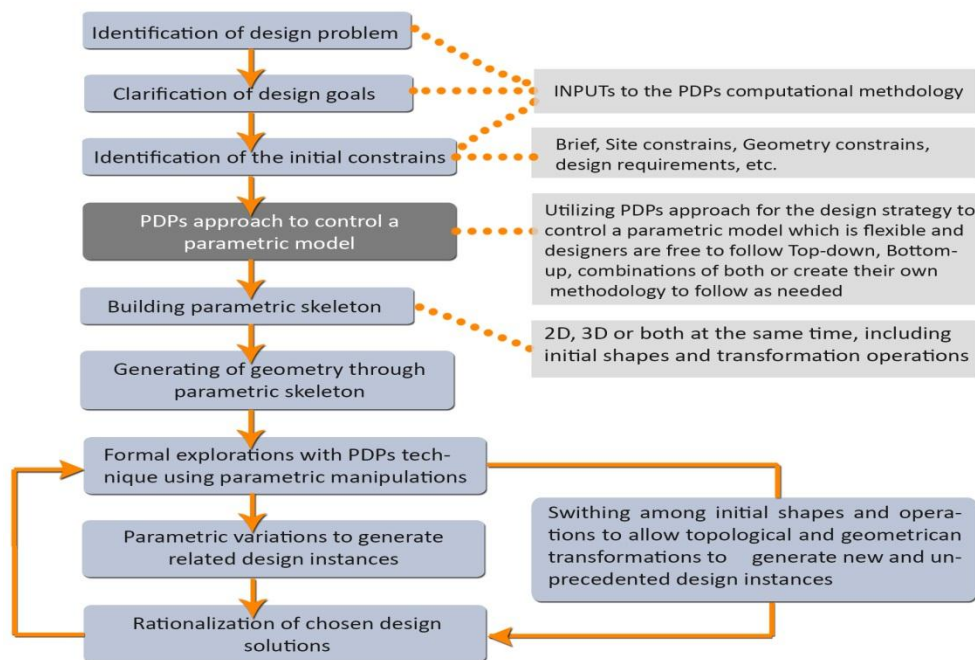 Identification of design problem
Clarification of design goals
INPUTs to the PDPs computational methdology
Identification of the initial constrains
Brief, Site constrains, Geometry constrains,
design requirements, etc.
PDPs approach to control a
parametric model
Utilizing PDPs approach for the design strategy to
control a parametric model which is flexible and
designers are free to follow Top-down, Bottom-
up, combinations of both or create their own
methodology to follow as needed
Building parametric skeleton
2D, 3D or both at the same time, including
initial shapes and transformation operations
Generating of geometry through
parametric skeleton
Formal explorations with PDPs tech-
nique using parametric manipulations
Swithing among initial shapes and opera-
tions to allow topological and geometrican
transformations to generate new and un-
precedented design instances
Parametric variations to generate
related design instances
Rationalization of chosen design
solutions